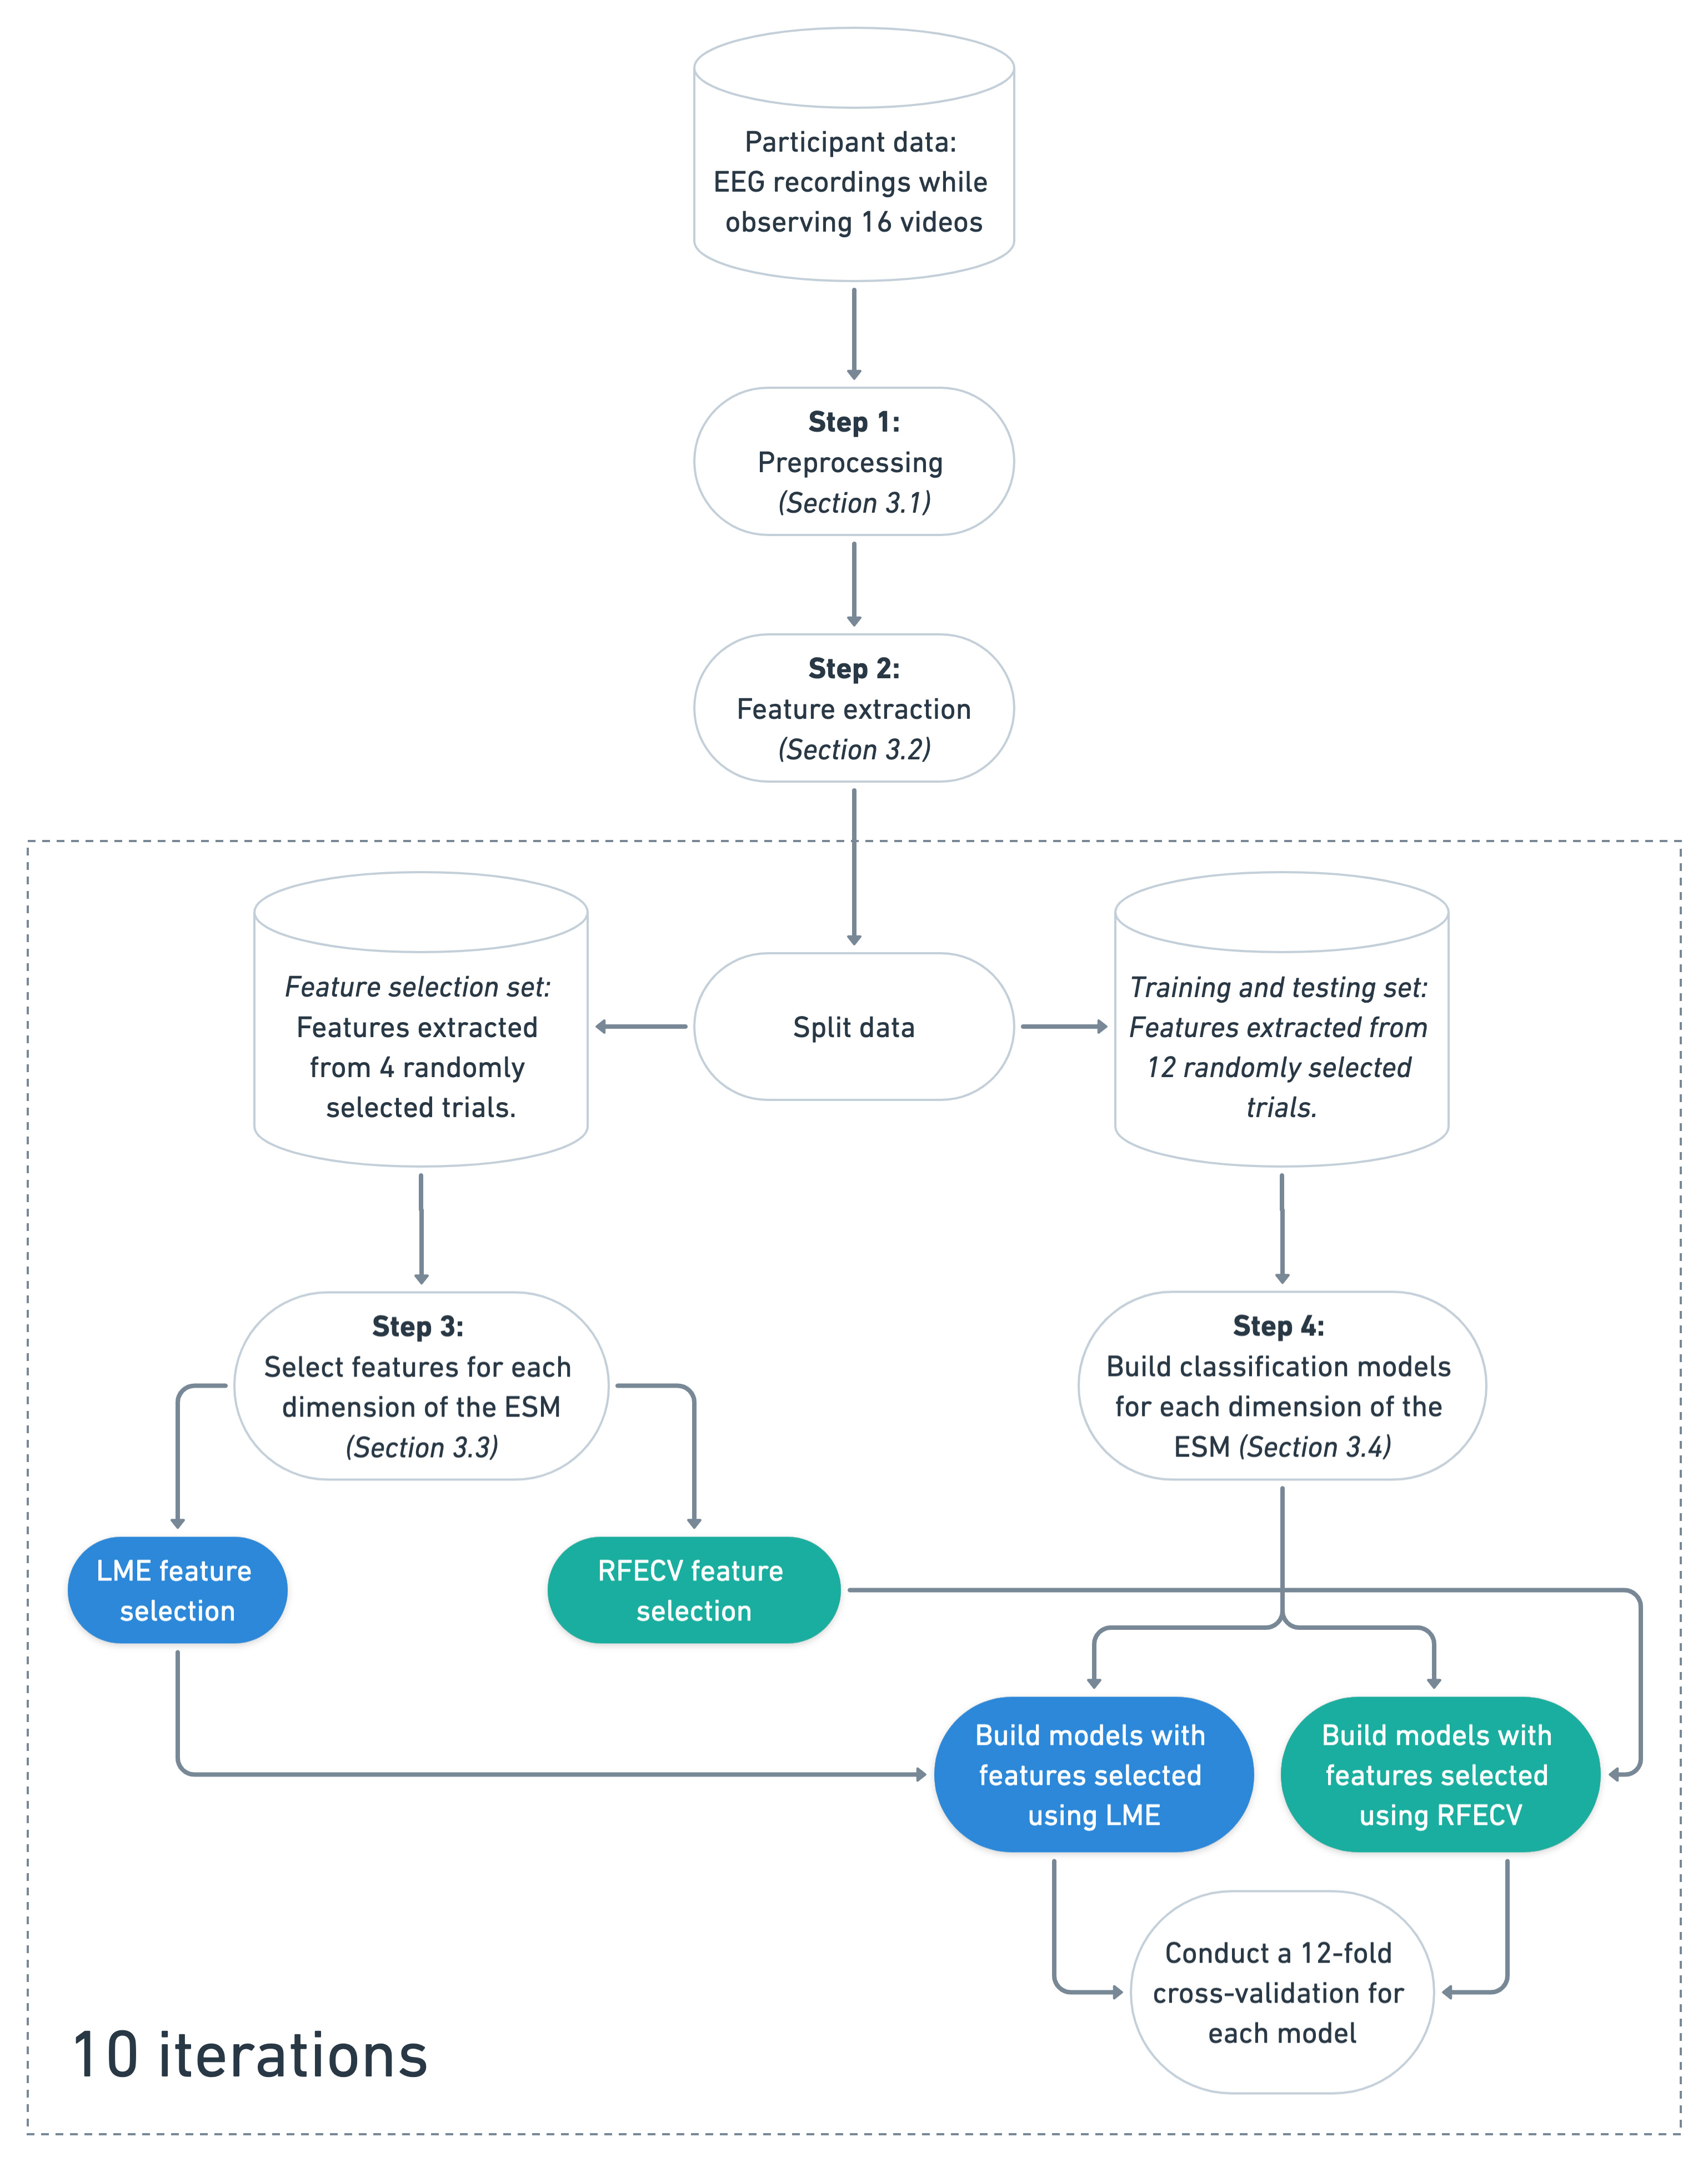 Participant data:
EEG recordings while
observing 16 videos
Step 1:
Preprocessing
(Section 3.1)
Step 2:
Feature extraction
(Section 3.2)
Feature selection set:
Features extracted
from 4 randomly
selected trials.
Split data
Training and testing set:
Features extracted from
12 randomly selected
trials.
Step 3:
Select features for each
dimension of the ESM
(Section 3.3)
Step 4:
Build classification models
for each dimension of the
ESM (Section 3.4)
LME feature
selection
RFECV feature
selection
Build models with
features selected
using LME
Build models with
features selected
using RFECV
Conduct a 12-fold
cross-validation for
each model
10 iterations